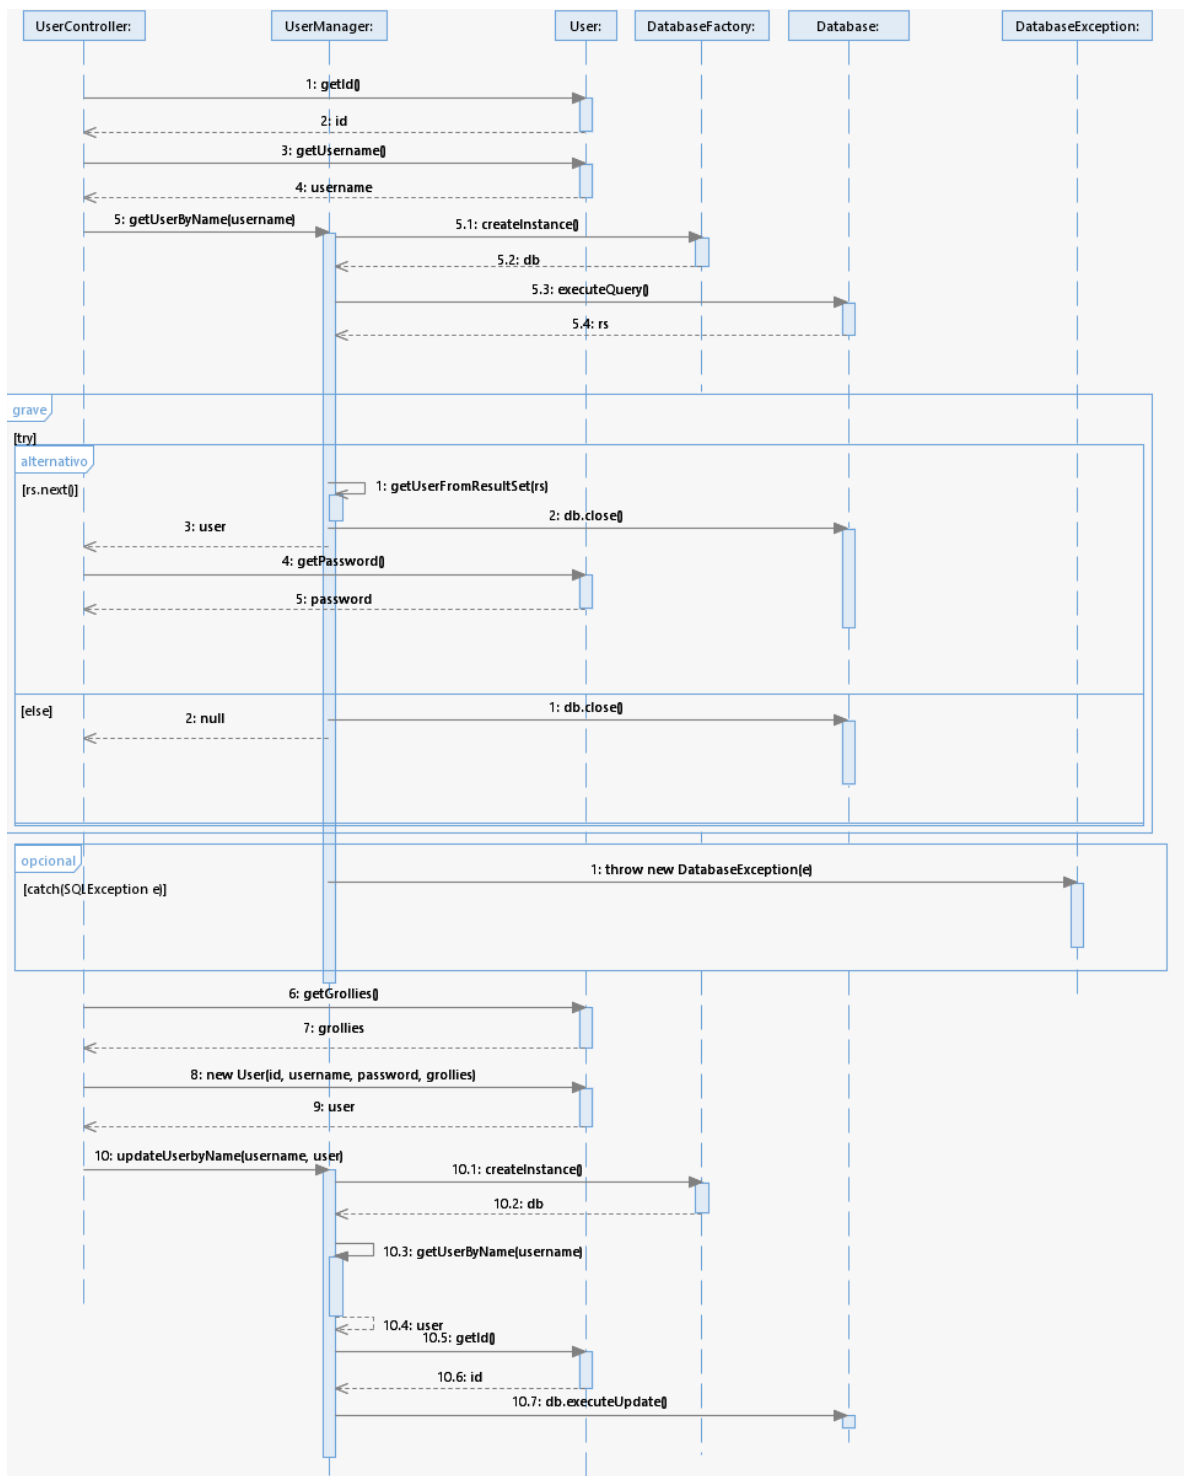 UserController:
UserManager:
User:
DatabaseFactory:
Database:
DatabaseException:
1: getId()
2: id
3: getUsername()
4: username
5: getUserByName(username)
5.1: createInstance()
5.2: db
5.3: executeQuery()
5.4: rs
grave
[try]
alternativo
[rs.next()]
1: getUserFromResultSet(rs)
2: db.close()
3: user
4: getPassword()
5: password
[else]
1: db.close()
2: null
opcional
[catch(SQLException e)]
1: throw new DatabaseException(e)
6: getGrollies()
7: grollies
8: new User(id, username, password, grollies)
9: user
10: updateUserbyName(username, user)
10.1: createInstance()
10.2: db
10.3: getUserByName(username)
10.4: user
10.5: getId()
10.6: id
10.7: db.executeUpdate()